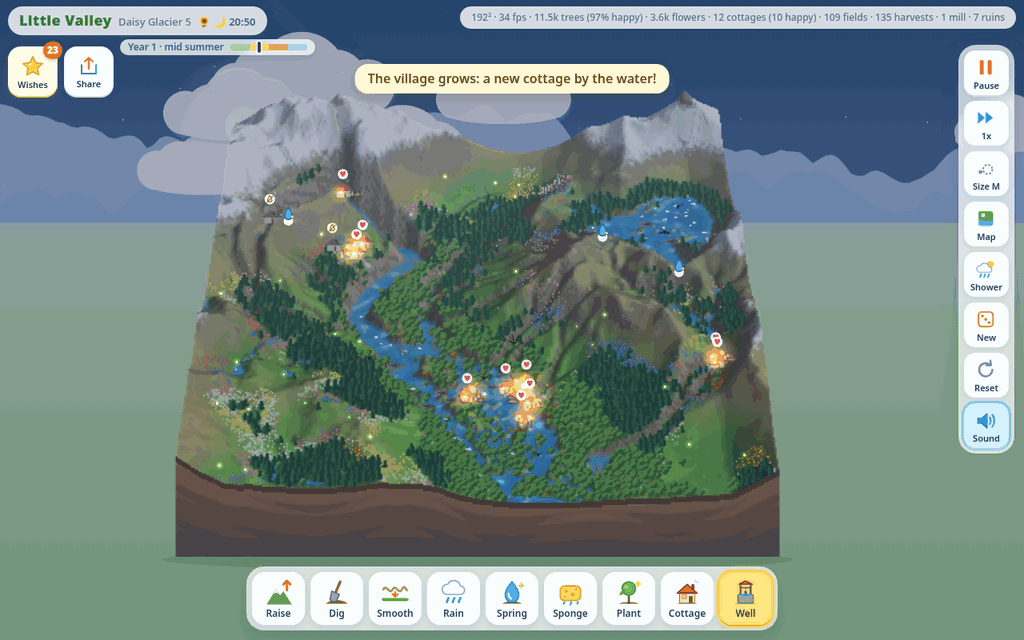 Little Valley Daisy Glacier 5 20:50
192² · 34 fps · 11.5k trees (97% happy) · 3.6k flowers · 12 cottages (10 happy) · 109 fields · 135 harvests · 1 mill · 7 ruins
Year 1 · mid summer
23
Wishes
Share
The village grows: a new cottage by the water!
Pause
1x
Size M
Map
Shower
New
Reset
Sound
Raise
Dig
Smooth
Rain
Spring
Sponge
Plant
Cottage
Well